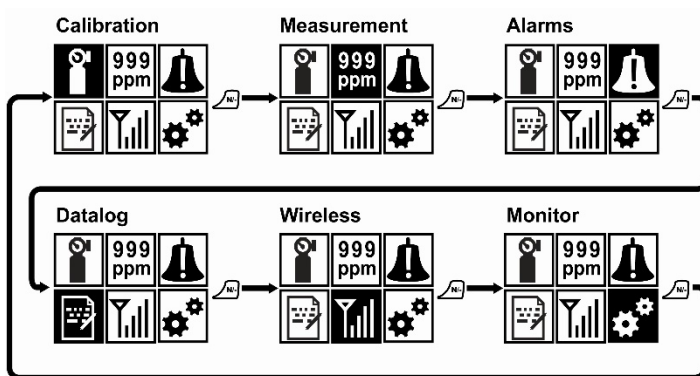 Calibration Measurement Alarms
999 ppm 999 ppm 999 ppm
N/- N/- N/-
Datalog Wireless Monitor
999 ppm 999 ppm 999 ppm
N/- N/- N/-